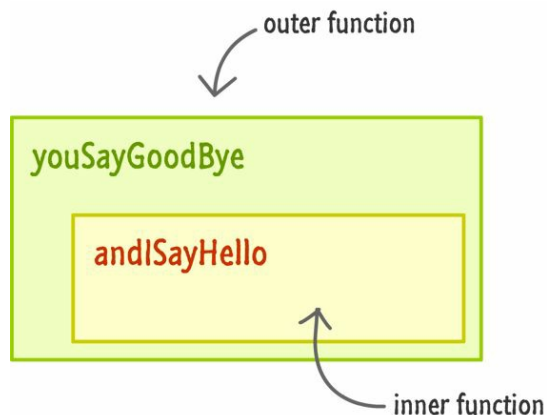 outer function
youSayGoodBye
andISayHello
inner function